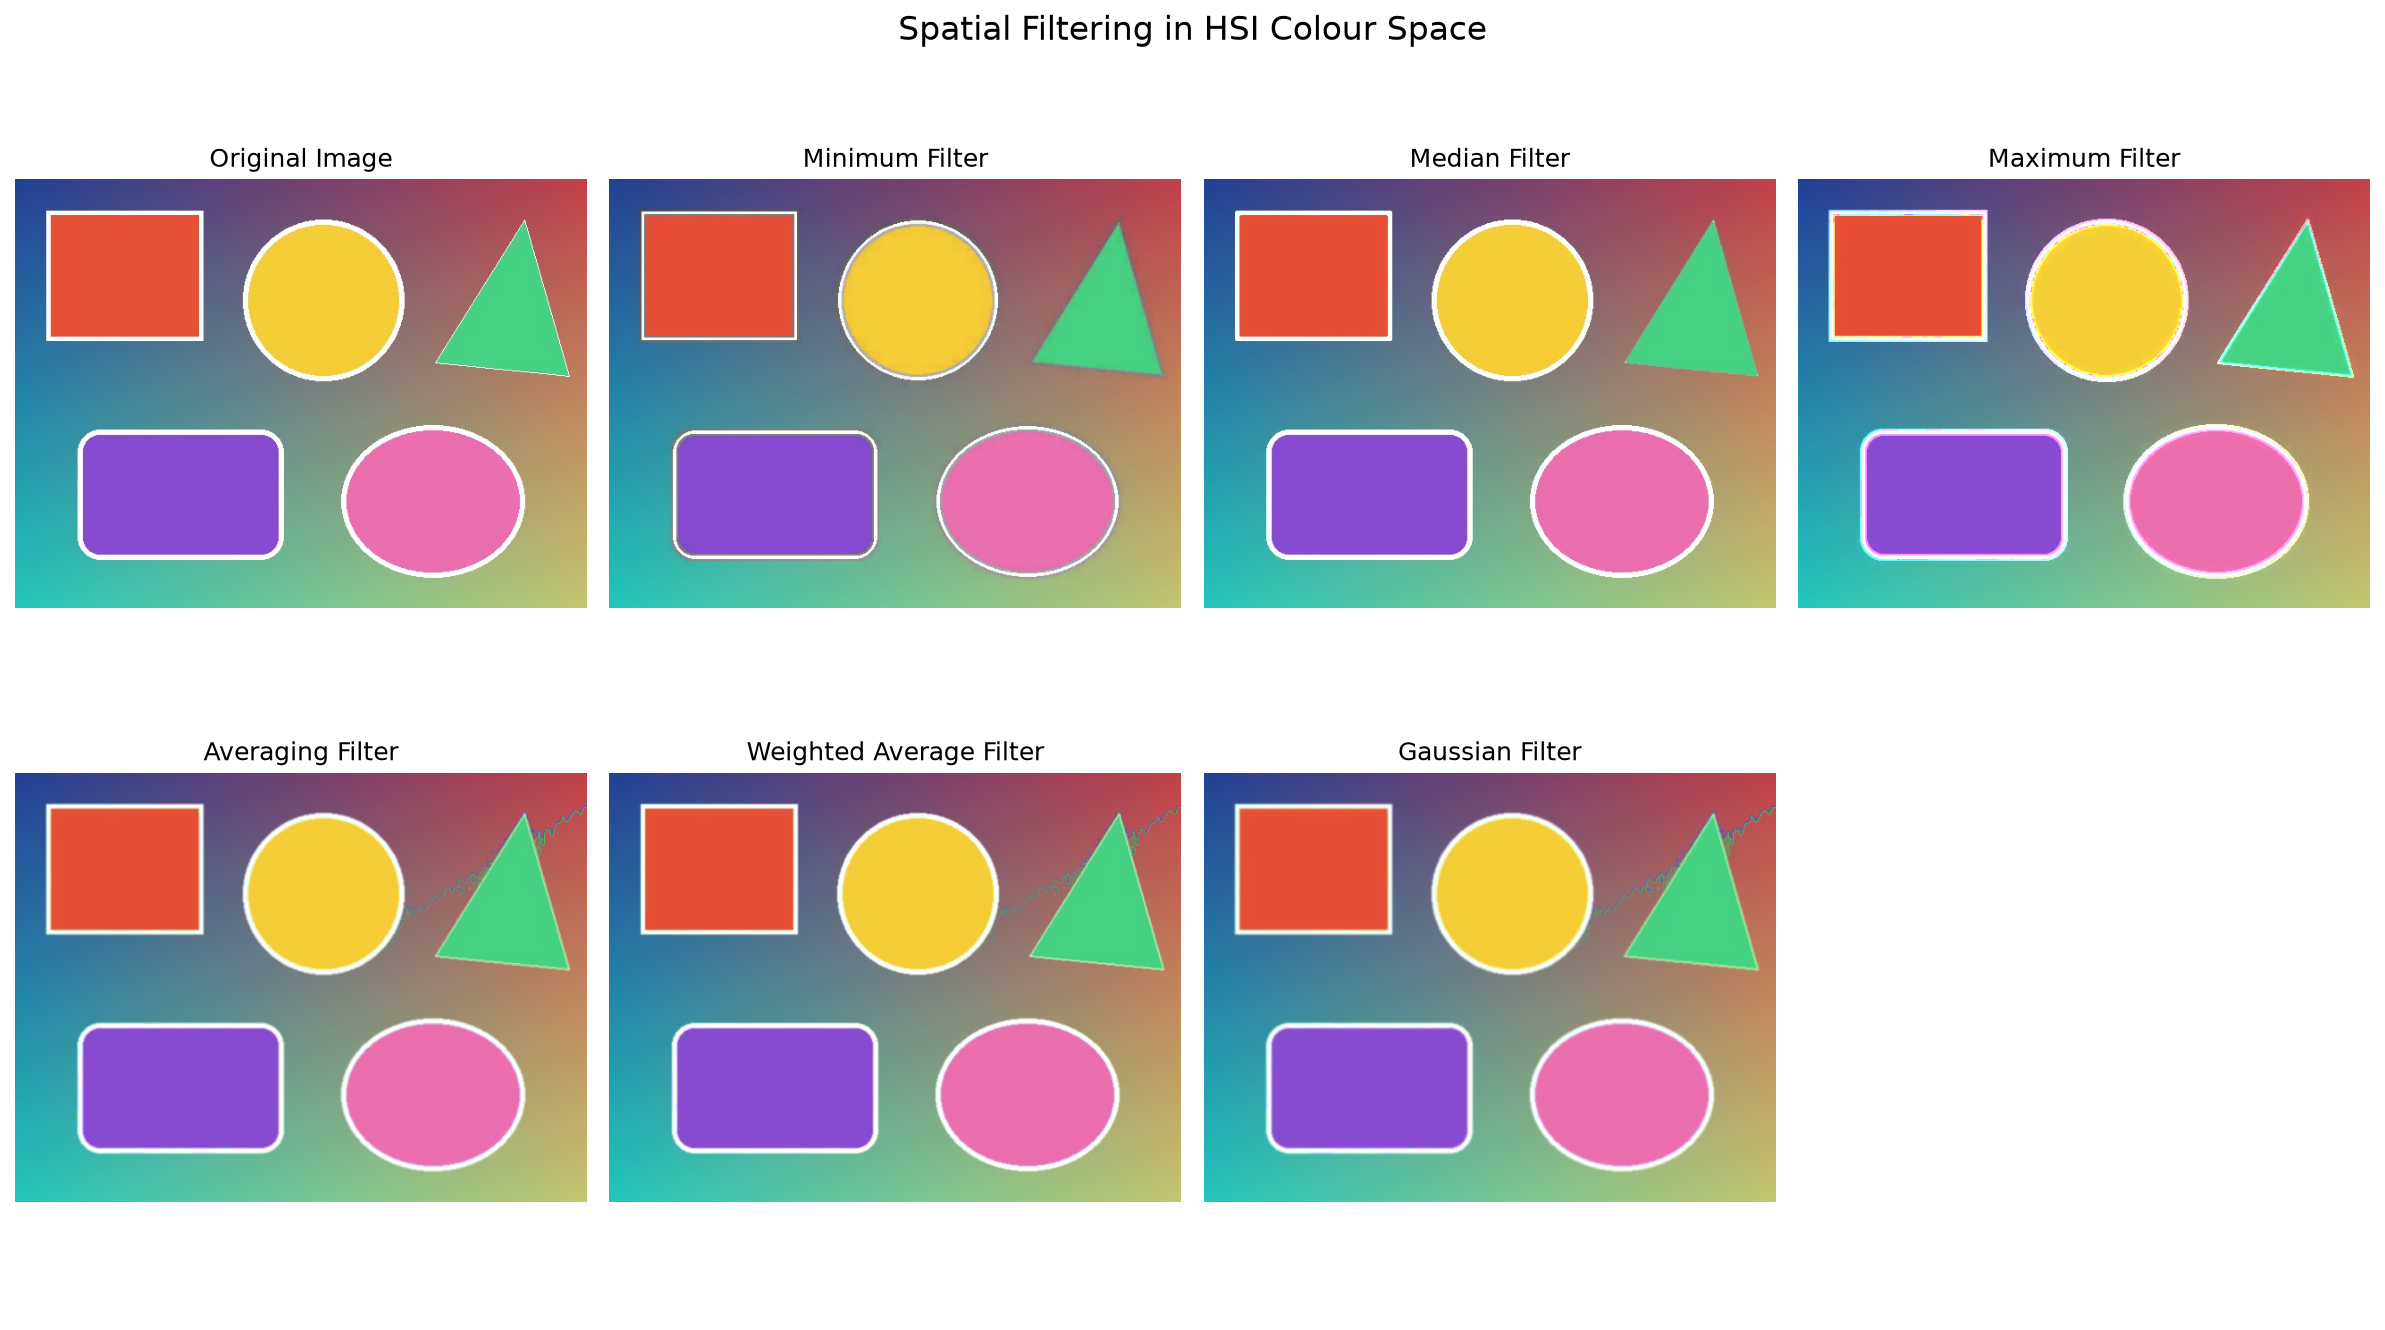 Spatial Filtering in HSI Colour Space
Original Image
Minimum Filter
Median Filter
Maximum Filter
Averaging Filter
Weighted Average Filter
Gaussian Filter